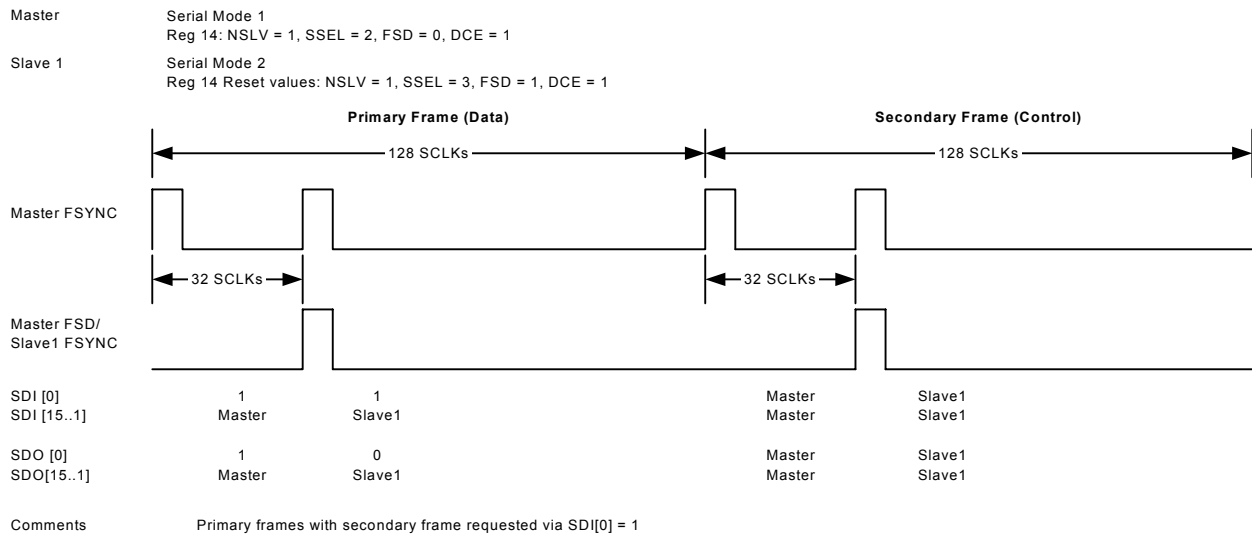 Master Serial Mode 1
Reg 14: NSLV = 1, SSEL = 2, FSD = 0, DCE = 1
Slave 1 Serial Mode 2
Reg 14 Reset values: NSLV = 1, SSEL = 3, FSD = 1, DCE = 1
Primary Frame (Data) Secondary Frame (Control)
128 SCLKs 128 SCLKs
Master FSYNC
32 SCLKs 32 SCLKs
Master FSD/
Slave1 FSYNC
SDI [0] 1 1 Master Slave1
SDI [15..1] Master Slave1 Master Slave1
SDO [0] 1 0 Master Slave1
SDO[15..1] Master Slave1 Master Slave1
Comments Primary frames with secondary frame requested via SDI[0] = 1